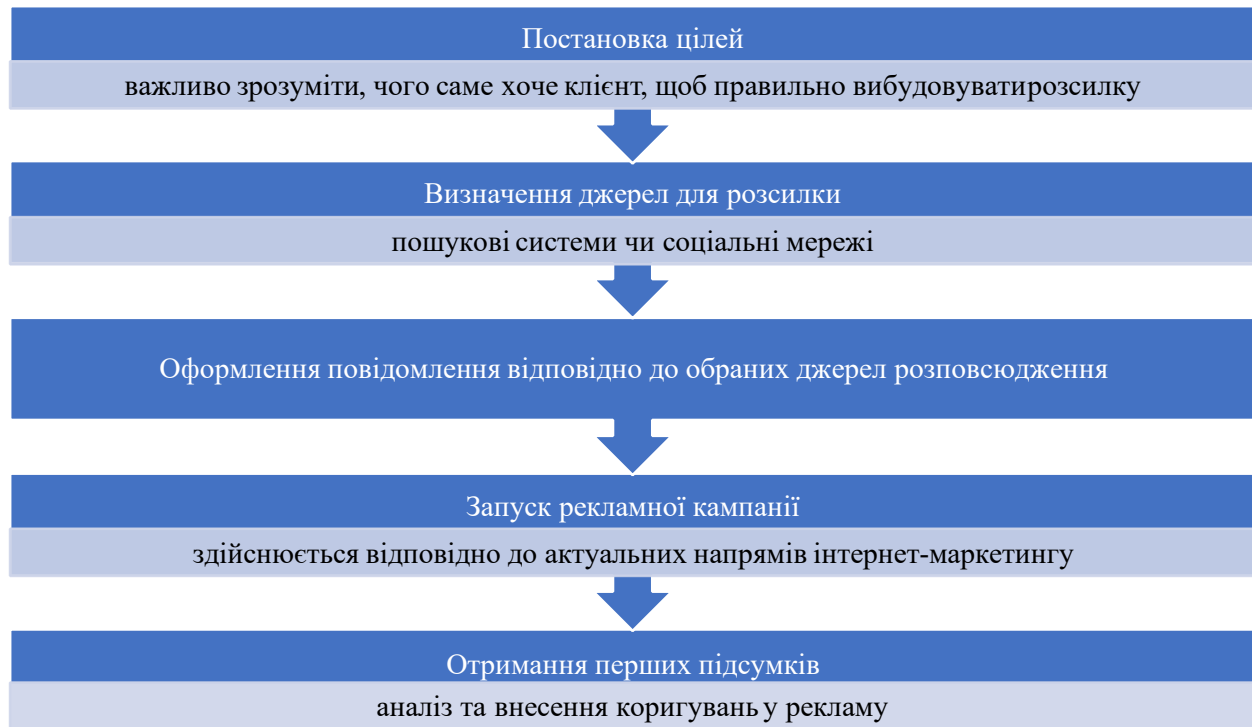 Постановка цілей
важливо зрозуміти, чого саме хоче клієнт, щоб правильно вибудовуватирозсилку
Визначення джерел для розсилки
пошукові системи чи соціальні мережі
Оформлення повідомлення відповідно до обраних джерел розповсюдження
Запуск рекламної кампанії
здійснюється відповідно до актуальних напрямів інтернет-маркетингу
Отримання перших підсумків
аналіз та внесення коригувань у рекламу